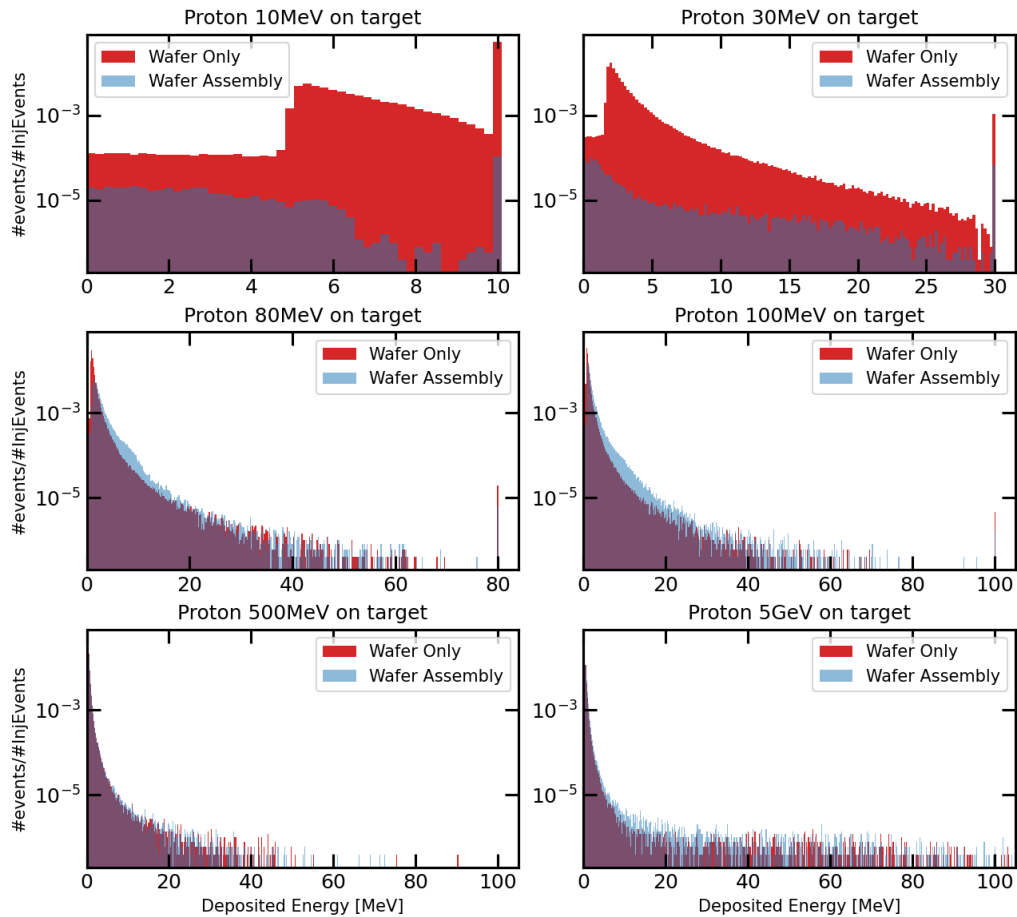 Proton 10MeV on target
Wafer Only
Wafer Assembly
#events/#InjEvents
10⁻³
10⁻⁵
0 2 4 6 8 10
Proton 30MeV on target
Wafer Only
Wafer Assembly
10⁻³
10⁻⁵
0 5 10 15 20 25 30
Proton 80MeV on target
Wafer Only
Wafer Assembly
#events/#InjEvents
10⁻³
10⁻⁵
0 20 40 60 80
Proton 100MeV on target
Wafer Only
Wafer Assembly
10⁻³
10⁻⁵
0 20 40 60 80 100
Proton 500MeV on target
Wafer Only
Wafer Assembly
#events/#InjEvents
10⁻³
10⁻⁵
0 20 40 60 80 100
Deposited Energy [MeV]
Proton 5GeV on target
Wafer Only
Wafer Assembly
10⁻³
10⁻⁵
0 20 40 60 80 100
Deposited Energy [MeV]